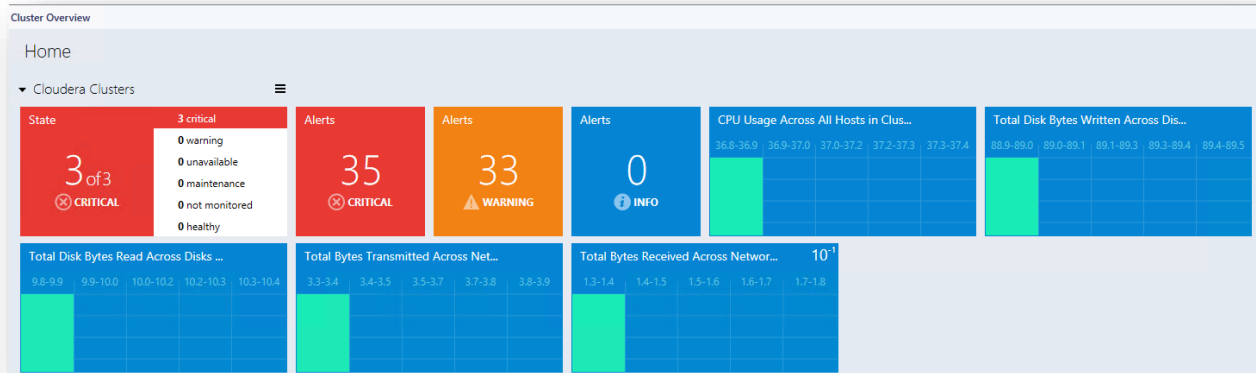 Cluster Overview
Home
Cloudera Clusters
State
3 of 3
CRITICAL
3 critical
0 warning
0 unavailable
0 maintenance
0 not monitored
0 healthy
Alerts
35
CRITICAL
Alerts
33
WARNING
Alerts
0
INFO
CPU Usage Across All Hosts in Clus...
36.8-36.9 36.9-37.0 37.0-37.2 37.2-37.3 37.3-37.4
Total Disk Bytes Written Across Dis...
88.9-89.0 89.0-89.1 89.1-89.3 89.3-89.4 89.4-89.5
Total Disk Bytes Read Across Disks ...
9.8-9.9 9.9-10.0 10.0-10.2 10.2-10.3 10.3-10.4
Total Bytes Transmitted Across Net...
3.3-3.4 3.4-3.5 3.5-3.7 3.7-3.8 3.8-3.9
Total Bytes Received Across Networ... 10⁻¹
1.3-1.4 1.4-1.5 1.5-1.6 1.6-1.7 1.7-1.8